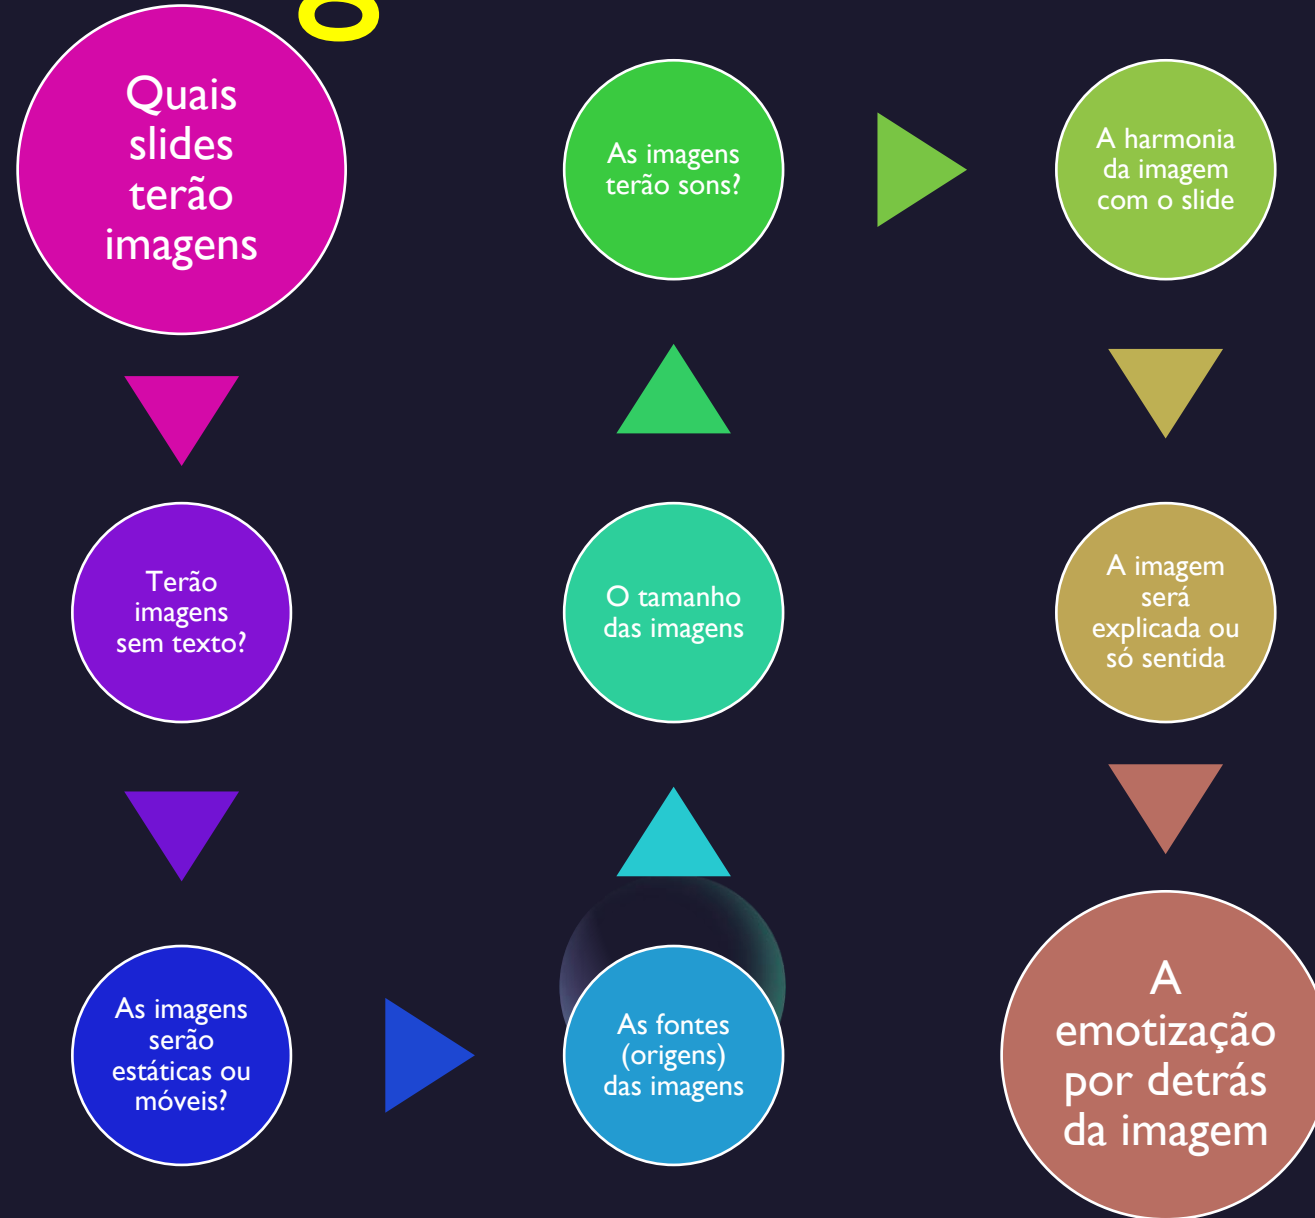 Quais
slides
terão
imagens
Terão
imagens
sem texto?
As imagens
serão
estáticas ou
móveis?
As fontes
(origens)
das imagens
O tamanho
das imagens
As imagens
terão sons?
A harmonia
da imagem
com o slide
A imagem
será
explicada ou
só sentida
A
emotização
por detrás
da imagem